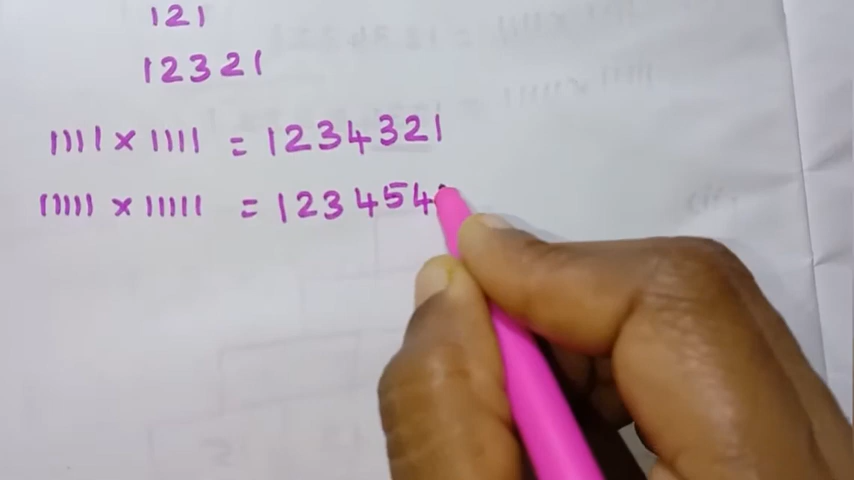 121
12321
1111 × 1111 = 1234321
11111 × 11111 = 123454